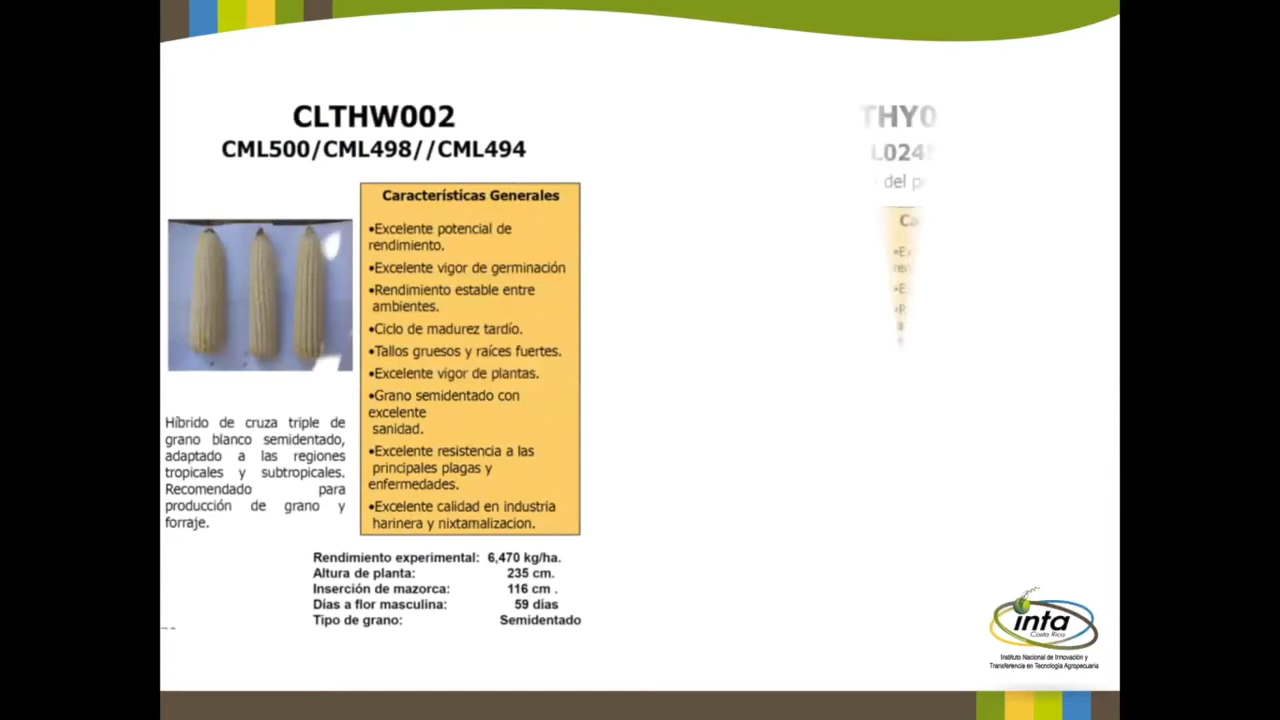 CLTHW002
CML500/CML498//CML494
Características Generales
•Excelente potencial de
rendimiento.
•Excelente vigor de germinación
•Rendimiento estable entre
ambientes.
•Ciclo de madurez tardío.
•Tallos gruesos y raíces fuertes.
•Excelente vigor de plantas.
•Grano semidentado con
excelente
sanidad.
•Excelente resistencia a las
principales plagas y
enfermedades.
•Excelente calidad en industria
harinera y nixtamalizacion.
Híbrido de cruza triple de
grano blanco semidentado,
adaptado a las regiones
tropicales y subtropicales.
Recomendado para
producción de grano y
forraje.
Rendimiento experimental: 6,470 kg/ha.
Altura de planta: 235 cm.
Inserción de mazorca: 116 cm .
Días a flor masculina: 59 días
Tipo de grano: Semidentado
THY0
L024
del
inta
Costa Rica
Instituto Nacional de Innovación y
Transferencia en Tecnología Agropecuaria